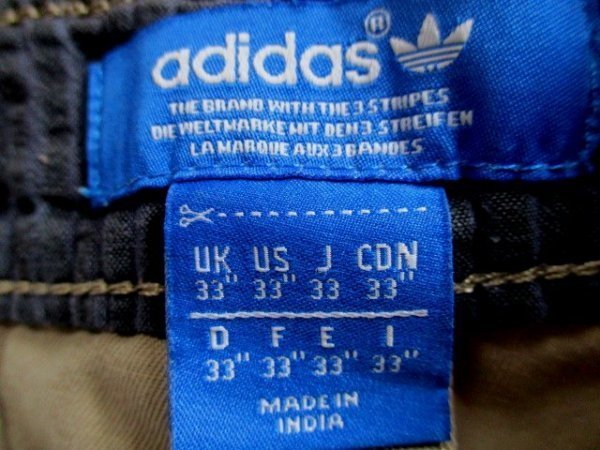 adidas®
THE BRAND WITH THE 3 STRIPES
DIE WELTMARKE MIT DEN 3 STREIFEN
LA MARQUE AUX 3 BANDES
UK US J CDN
33" 33" 33 33"
D F E I
33" 33" 33" 33"
MADE IN
INDIA